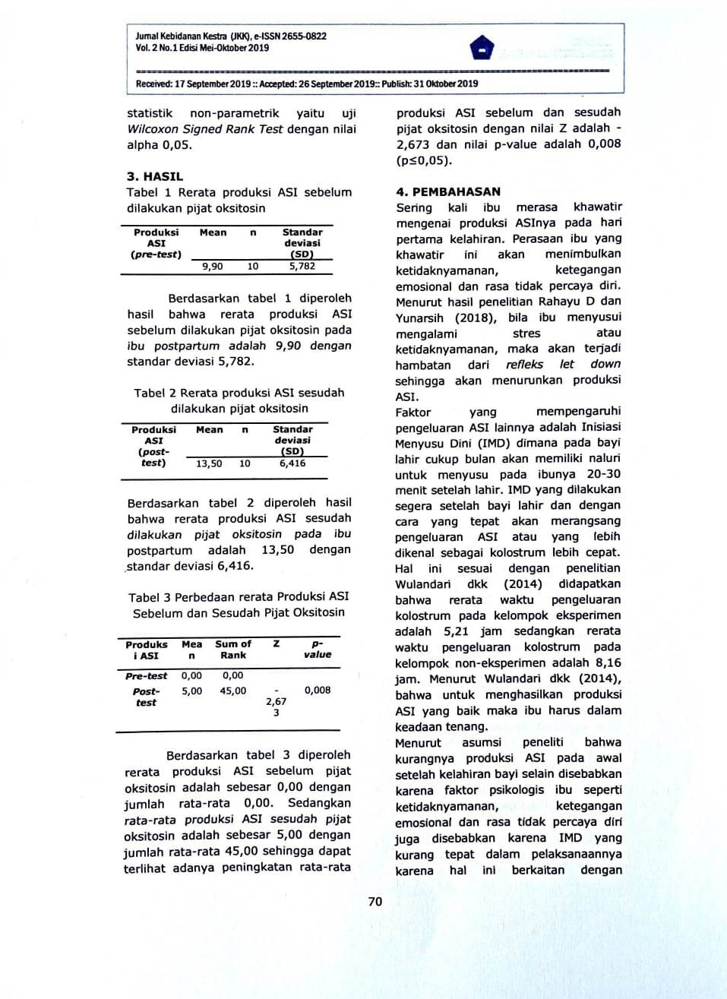 Jurnal Kebidanan Kestra (JKK), e-ISSN 2655-0822
Vol. 2 No.1 Edisi Mei-Oktober 2019
Received: 17 September 2019 :: Accepted: 26 September 2019:: Publish: 31 Oktober 2019
statistik non-parametrik yaitu uji
Wilcoxon Signed Rank Test dengan nilai
alpha 0,05.
3. HASIL
Tabel 1 Rerata produksi ASI sebelum
dilakukan pijat oksitosin
Produksi Mean n Standar
ASI deviasi
(pre-test) (SD)
9,90 10 5,782
Berdasarkan tabel 1 diperoleh
hasil bahwa rerata produksi ASI
sebelum dilakukan pijat oksitosin pada
ibu postpartum adalah 9,90 dengan
standar deviasi 5,782.
Tabel 2 Rerata produksi ASI sesudah
dilakukan pijat oksitosin
Produksi Mean n Standar
ASI deviasi
(post- (SD)
test) 13,50 10 6,416
Berdasarkan tabel 2 diperoleh hasil
bahwa rerata produksi ASI sesudah
dilakukan pijat oksitosin pada ibu
postpartum adalah 13,50 dengan
standar deviasi 6,416.
Tabel 3 Perbedaan rerata Produksi ASI
Sebelum dan Sesudah Pijat Oksitosin
Produks Mea Sum of Z p-
i ASI n Rank value
Pre-test 0,00 0,00
Post- 5,00 45,00 - 0,008
test 2,67
3
Berdasarkan tabel 3 diperoleh
rerata produksi ASI sebelum pijat
oksitosin adalah sebesar 0,00 dengan
jumlah rata-rata 0,00. Sedangkan
rata-rata produksi ASI sesudah pijat
oksitosin adalah sebesar 5,00 dengan
jumlah rata-rata 45,00 sehingga dapat
terlihat adanya peningkatan rata-rata
produksi ASI sebelum dan sesudah
pijat oksitosin dengan nilai Z adalah -
2,673 dan nilai p-value adalah 0,008
(p≤0,05).
4. PEMBAHASAN
Sering kali ibu merasa khawatir
mengenai produksi ASInya pada hari
pertama kelahiran. Perasaan ibu yang
khawatir ini akan menimbulkan
ketidaknyamanan, ketegangan
emosional dan rasa tidak percaya diri.
Menurut hasil penelitian Rahayu D dan
Yunarsih (2018), bila ibu menyusui
mengalami stres atau
ketidaknyamanan, maka akan terjadi
hambatan dari refleks let down
sehingga akan menurunkan produksi
ASI.
Faktor yang mempengaruhi
pengeluaran ASI lainnya adalah Inisiasi
Menyusu Dini (IMD) dimana pada bayi
lahir cukup bulan akan memiliki naluri
untuk menyusu pada ibunya 20-30
menit setelah lahir. IMD yang dilakukan
segera setelah bayi lahir dan dengan
cara yang tepat akan merangsang
pengeluaran ASI atau yang lebih
dikenal sebagai kolostrum lebih cepat.
Hal ini sesuai dengan penelitian
Wulandari dkk (2014) didapatkan
bahwa rerata waktu pengeluaran
kolostrum pada kelompok eksperimen
adalah 5,21 jam sedangkan rerata
waktu pengeluaran kolostrum pada
kelompok non-eksperimen adalah 8,16
jam. Menurut Wulandari dkk (2014),
bahwa untuk menghasilkan produksi
ASI yang baik maka ibu harus dalam
keadaan tenang.
Menurut asumsi peneliti bahwa
kurangnya produksi ASI pada awal
setelah kelahiran bayi selain disebabkan
karena faktor psikologis ibu seperti
ketidaknyamanan, ketegangan
emosional dan rasa tidak percaya diri
juga disebabkan karena IMD yang
kurang tepat dalam pelaksanaannya
karena hal ini berkaitan dengan
70